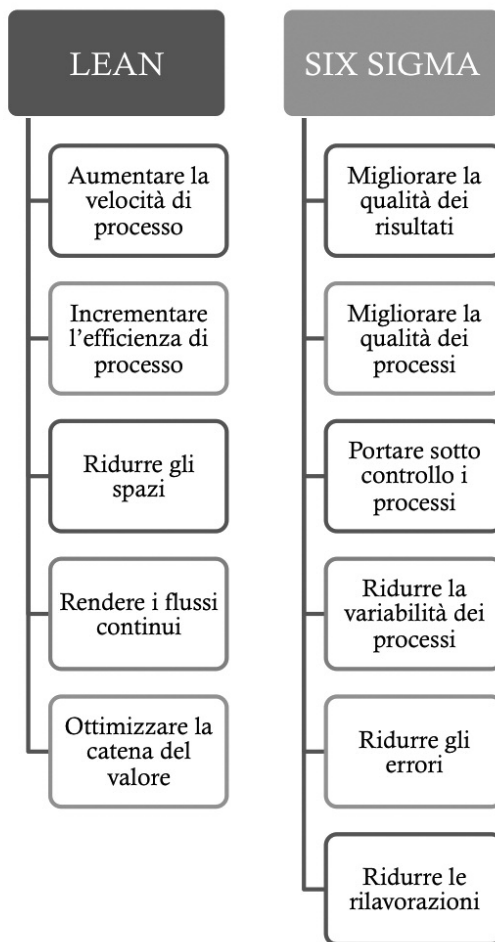 LEAN
Aumentare la
velocità di
processo
Incrementare
l’efficienza di
processo
Ridurre gli
spazi
Rendere i flussi
continui
Ottimizzare la
catena del
valore
SIX SIGMA
Migliorare la
qualità dei
risultati
Migliorare la
qualità dei
processi
Portare sotto
controllo i
processi
Ridurre la
variabilità dei
processi
Ridurre gli
errori
Ridurre le
rilavorazioni